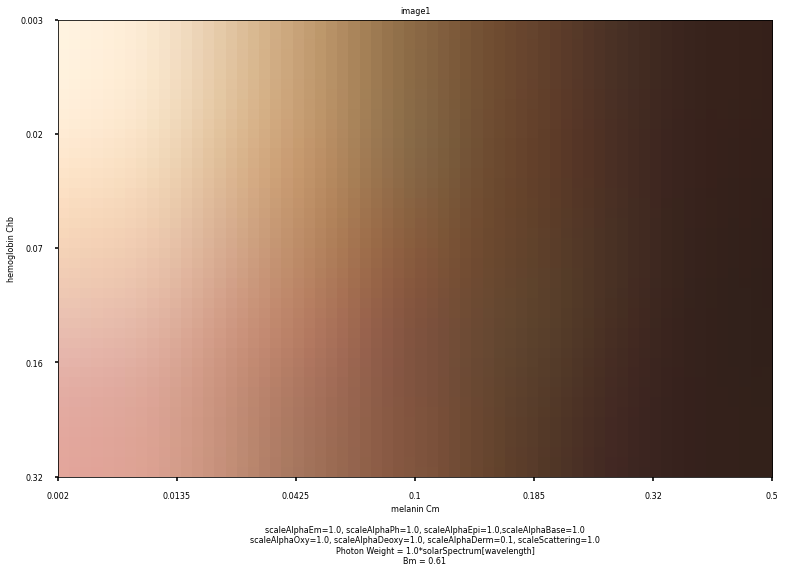 image1
0.003
0.02
0.07
0.16
0.32
hemoglobin Chb
0.002
0.0135
0.0425
0.1
0.185
0.32
0.5
melanin Cm
scaleAlphaEm=1.0, scaleAlphaPh=1.0, scaleAlphaEpi=1.0,scaleAlphaBase=1.0
scaleAlphaOxy=1.0, scaleAlphaDeoxy=1.0, scaleAlphaDerm=0.1, scaleScattering=1.0
Photon Weight = 1.0*solarSpectrum[wavelength]
Bm = 0.61